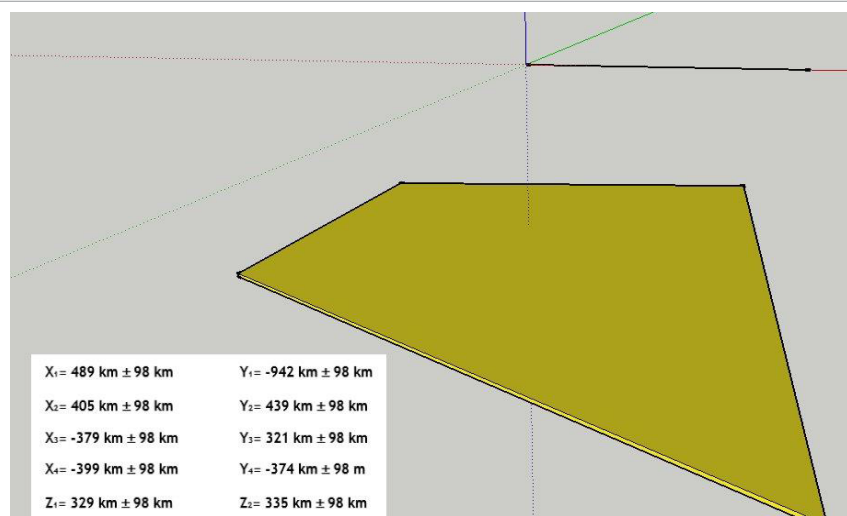 X₁= 489 km ± 98 km Y₁= -942 km ± 98 km
X₂= 405 km ± 98 km Y₂= 439 km ± 98 km
X₃= -379 km ± 98 km Y₃= 321 km ± 98 km
X₄= -399 km ± 98 km Y₄= -374 km ± 98 m
Z₁= 329 km ± 98 km Z₂= 335 km ± 98 km